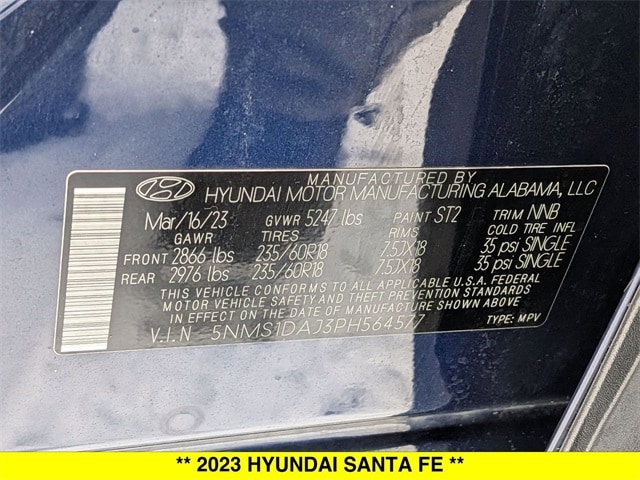 MANUFACTURED BY
HYUNDAI MOTOR MANUFACTURING ALABAMA, LLC
Mar/16/23 GVWR 5247 lbs PAINT ST2 TRIM NNB
GAWR TIRES RIMS COLD TIRE INFL
FRONT 2866 lbs 235/60R18 7.5JX18 35 psi SINGLE
REAR 2976 lbs 235/60R18 7.5JX18 35 psi SINGLE
THIS VEHICLE CONFORMS TO ALL APPLICABLE U.S.A. FEDERAL
MOTOR VEHICLE SAFETY AND THEFT PREVENTION STANDARDS
IN EFFECT ON THE DATE OF MANUFACTURE SHOWN ABOVE.
V.I.N 5NMS1DAJ3PH564577 TYPE: MPV
** 2023 HYUNDAI SANTA FE **